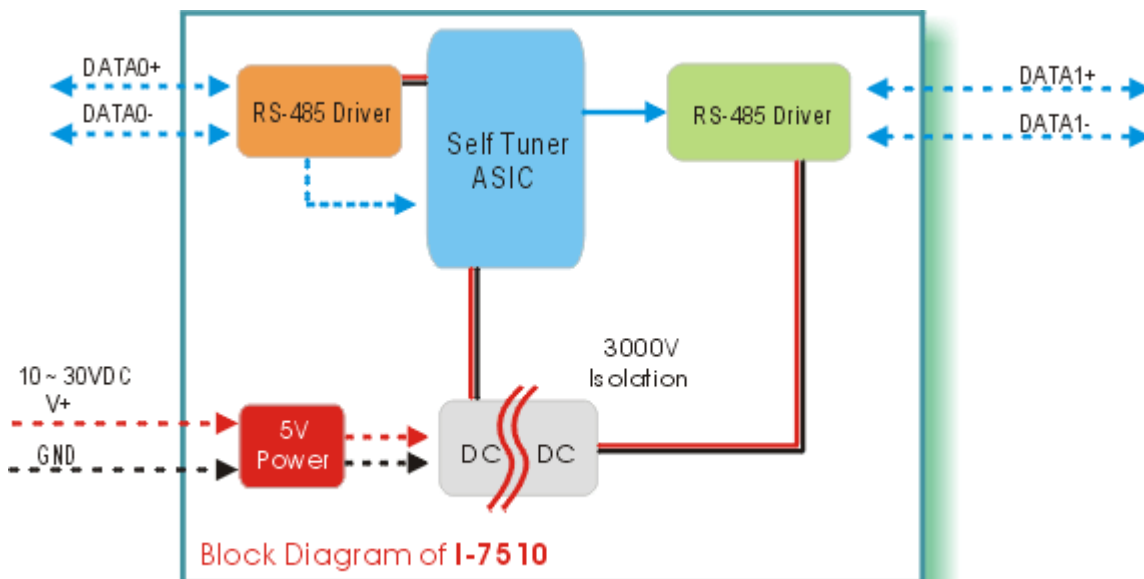 DATA0+
DATA0-
RS-485 Driver
Self Tuner
ASIC
RS-485 Driver
DATA1+
DATA1-
3000V
Isolation
10~30VDC
V+
GND
5V
Power
DC DC
Block Diagram of I-7510